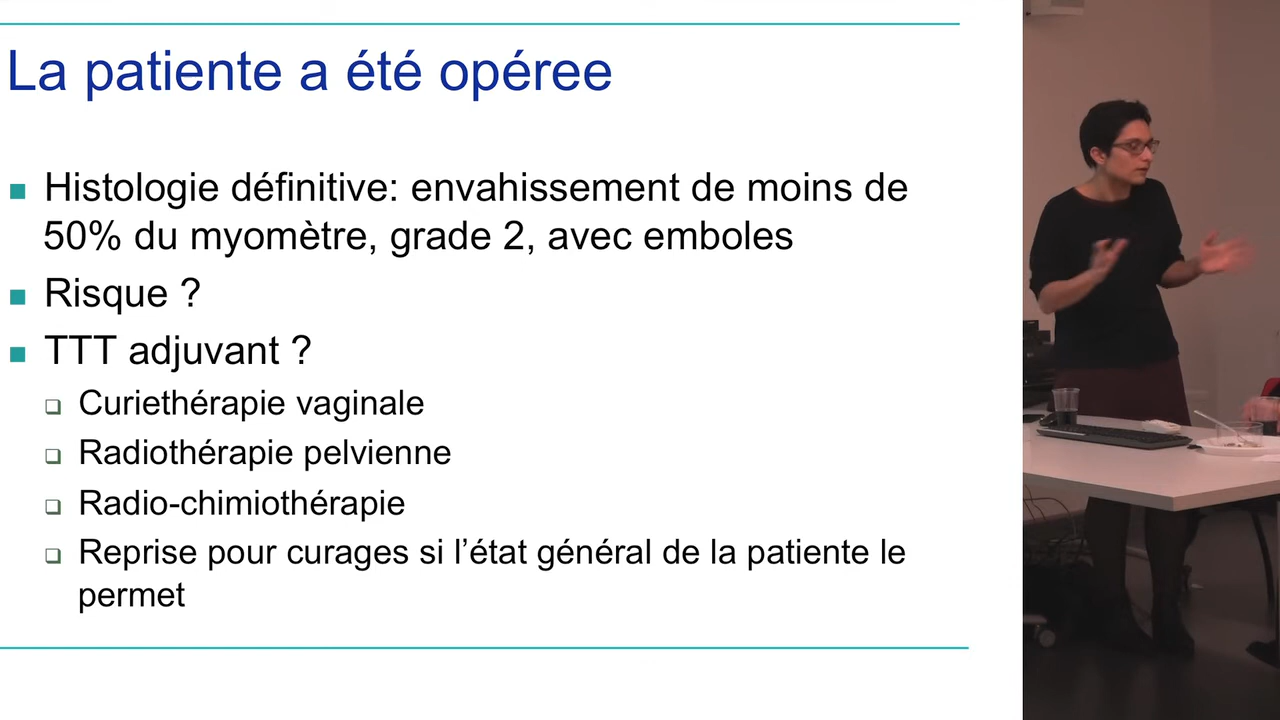 La patiente a été opéree
Histologie définitive: envahissement de moins de
50% du myomètre, grade 2, avec emboles
Risque ?
TTT adjuvant ?
Curiethérapie vaginale
Radiothérapie pelvienne
Radio-chimiothérapie
Reprise pour curages si l’état général de la patiente le
permet